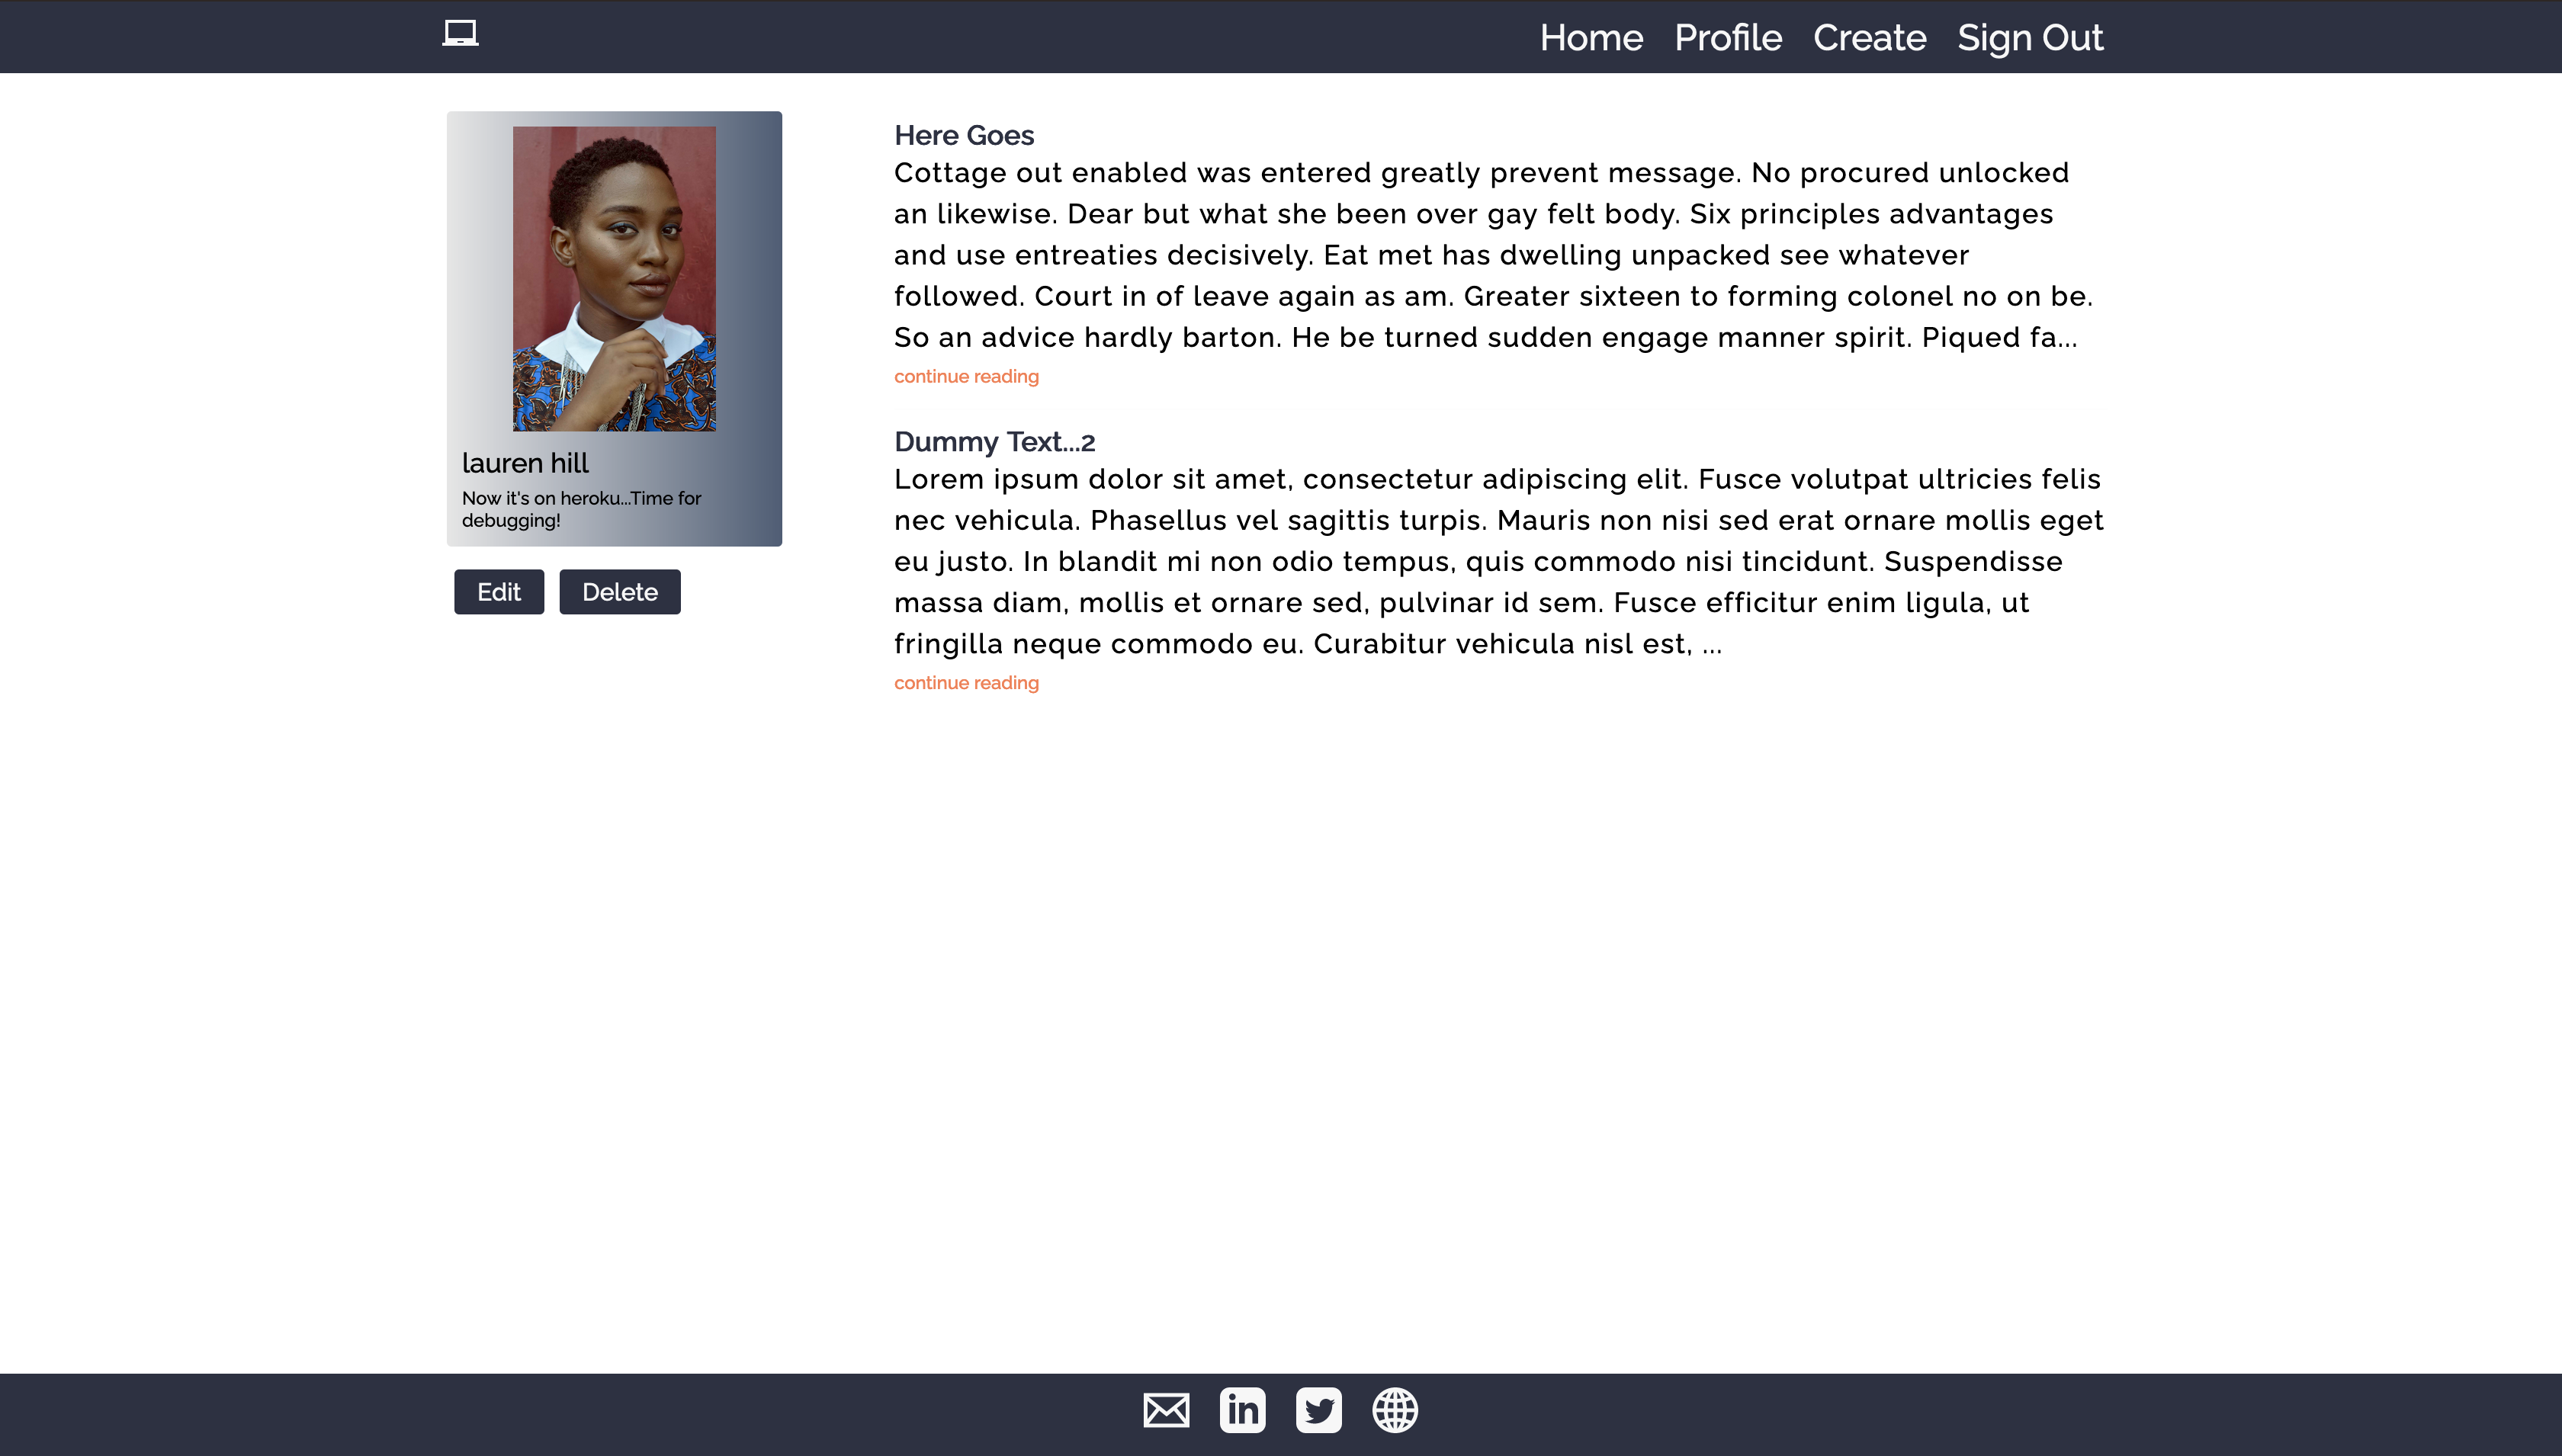 Home Profile Create Sign Out
lauren hill
Now it's on heroku...Time for
debugging!
Edit Delete
Here Goes
Cottage out enabled was entered greatly prevent message. No procured unlocked
an likewise. Dear but what she been over gay felt body. Six principles advantages
and use entreaties decisively. Eat met has dwelling unpacked see whatever
followed. Court in of leave again as am. Greater sixteen to forming colonel no on be.
So an advice hardly barton. He be turned sudden engage manner spirit. Piqued fa...
continue reading
Dummy Text...2
Lorem ipsum dolor sit amet, consectetur adipiscing elit. Fusce volutpat ultricies felis
nec vehicula. Phasellus vel sagittis turpis. Mauris non nisi sed erat ornare mollis eget
eu justo. In blandit mi non odio tempus, quis commodo nisi tincidunt. Suspendisse
massa diam, mollis et ornare sed, pulvinar id sem. Fusce efficitur enim ligula, ut
fringilla neque commodo eu. Curabitur vehicula nisl est, ...
continue reading
in